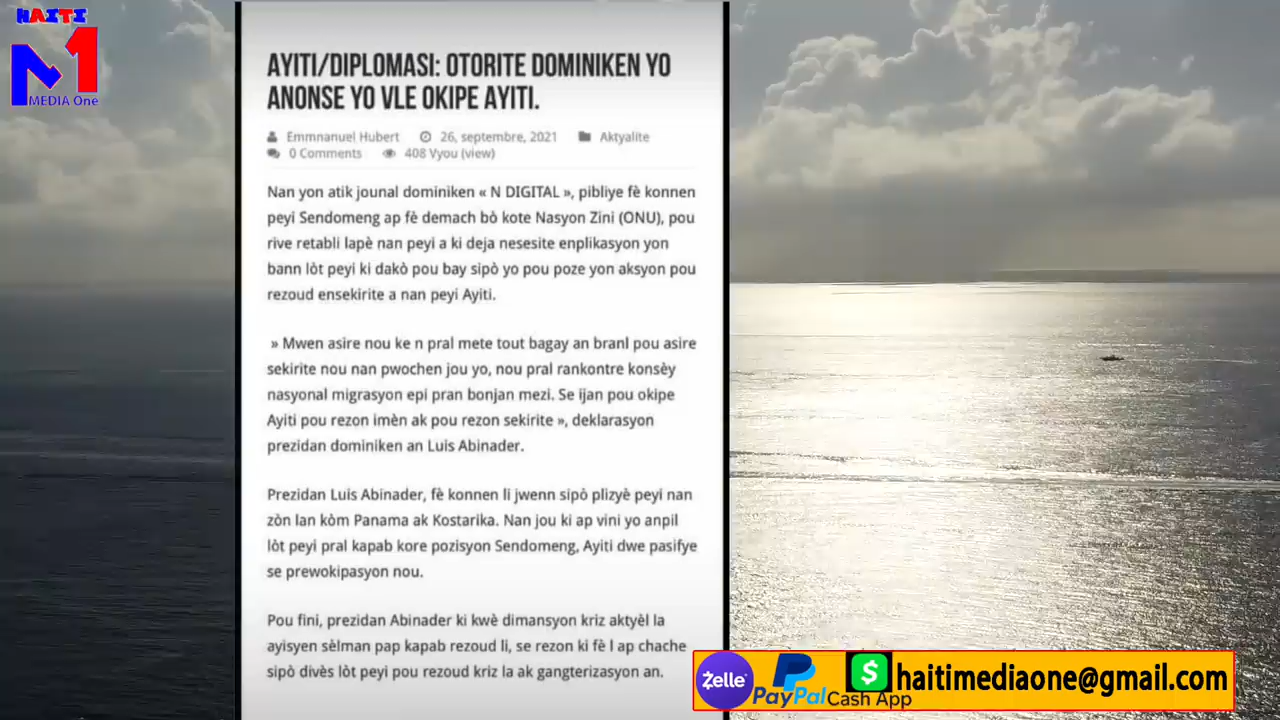 HAITI
M1
MEDIA One
AYITI/DIPLOMASI: OTORITE DOMINIKEN YO
ANONSE YO VLE OKIPE AYITI.
Emmnanuel Hubert 26, septembre, 2021 Aktyalite
0 Comments 408 Vyou (view)
Nan yon atik jounal dominiken « N DIGITAL », pibliye fè konnen
peyi Sendomeng ap fè demach bò kote Nasyon Zini (ONU), pou
rive retabli lapè nan peyi a ki deja nesesite enplikasyon yon
bann lòt peyi ki dakò pou bay sipò yo pou poze yon aksyon pou
rezoud ensekirite a nan peyi Ayiti.
» Mwen asire nou ke n pral mete tout bagay an branl pou asire
sekirite nou nan pwochen jou yo, nou pral rankontre konsèy
nasyonal migrasyon epi pran bonjan mezi. Se ijan pou okipe
Ayiti pou rezon imèn ak pou rezon sekirite », deklarasyon
prezidan dominiken an Luis Abinader.
Prezidan Luis Abinader, fè konnen li jwenn sipò plizyè peyi nan
zòn lan kòm Panama ak Kostarika. Nan jou ki ap vini yo anpil
lòt peyi pral kapab kore pozisyon Sendomeng, Ayiti dwe pasifye
se prewokipasyon nou.
Pou fini, prezidan Abinader ki kwè dimansyon kriz aktyèl la
ayisyen sèlman pap kapab rezoud li, se rezon ki fè l ap chache
sipò divès lòt peyi pou rezoud kriz la ak gangterizasyon an.
Zelle PayPal $ Cash App haitimediaone@gmail.com